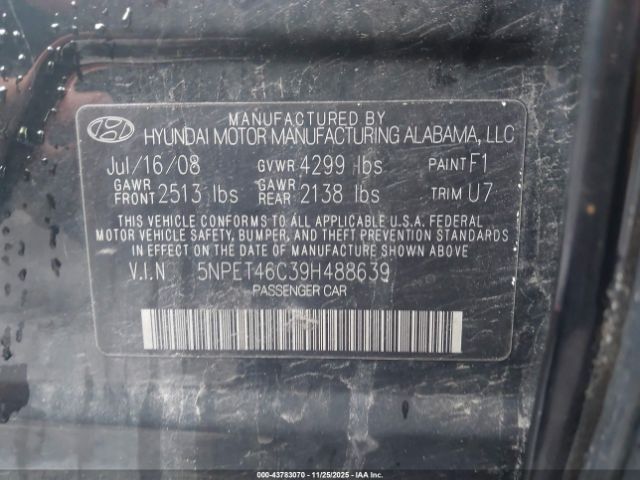 MANUFACTURED BY
HYUNDAI MOTOR MANUFACTURING ALABAMA, LLC
Jul/16/08 GVWR 4299 lbs PAINT F1
GAWR FRONT 2513 lbs GAWR REAR 2138 lbs TRIM U7
THIS VEHICLE CONFORMS TO ALL APPLICABLE U.S.A. FEDERAL
MOTOR VEHICLE SAFETY, BUMPER, AND THEFT PREVENTION STANDARDS
IN EFFECT ON THE DATE OF MANUFACTURE SHOWN ABOVE
V.I.N 5NPET46C39H488639
PASSENGER CAR
000-43783070 - 11/25/2025 - IAA Inc.